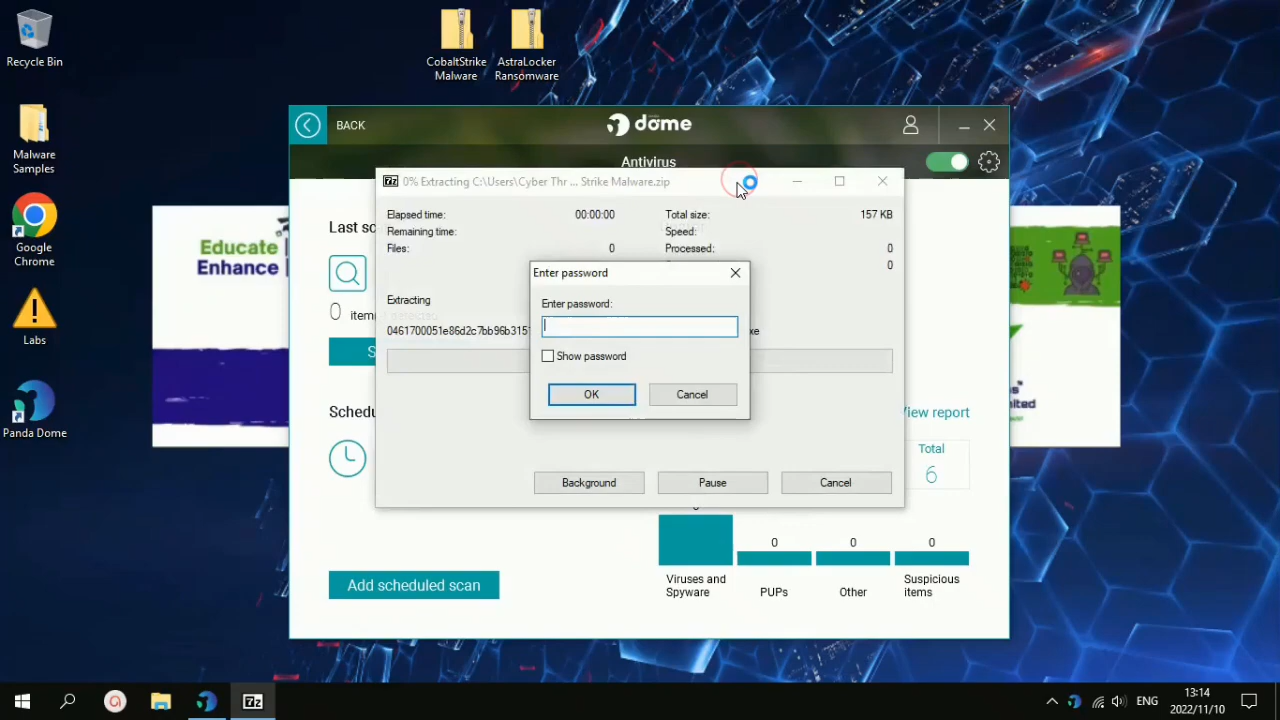 Recycle Bin
CobaltStrike
Malware
AstraLocker
Ransomware
Malware
Samples
Google
Chrome
Labs
Panda Dome
Educate
Enhance
BACK
dome
Antivirus
7z
0% Extracting C:\Users\Cyber Thr ... Strike Malware.zip
Elapsed time:
00:00:00
Total size:
157 KB
Remaining time:
Speed:
Files:
0
Processed:
0
0
Last sc
0
Extracting
0461700051e86d2c7bb96b315
xe
Enter password
Enter password:
Show password
OK
Cancel
Schedu
View report
Total
6
Background
Pause
Cancel
0
0
0
Viruses and
Spyware
PUPs
Other
Suspicious
items
Add scheduled scan
7z
ENG
13:14
2022/11/10